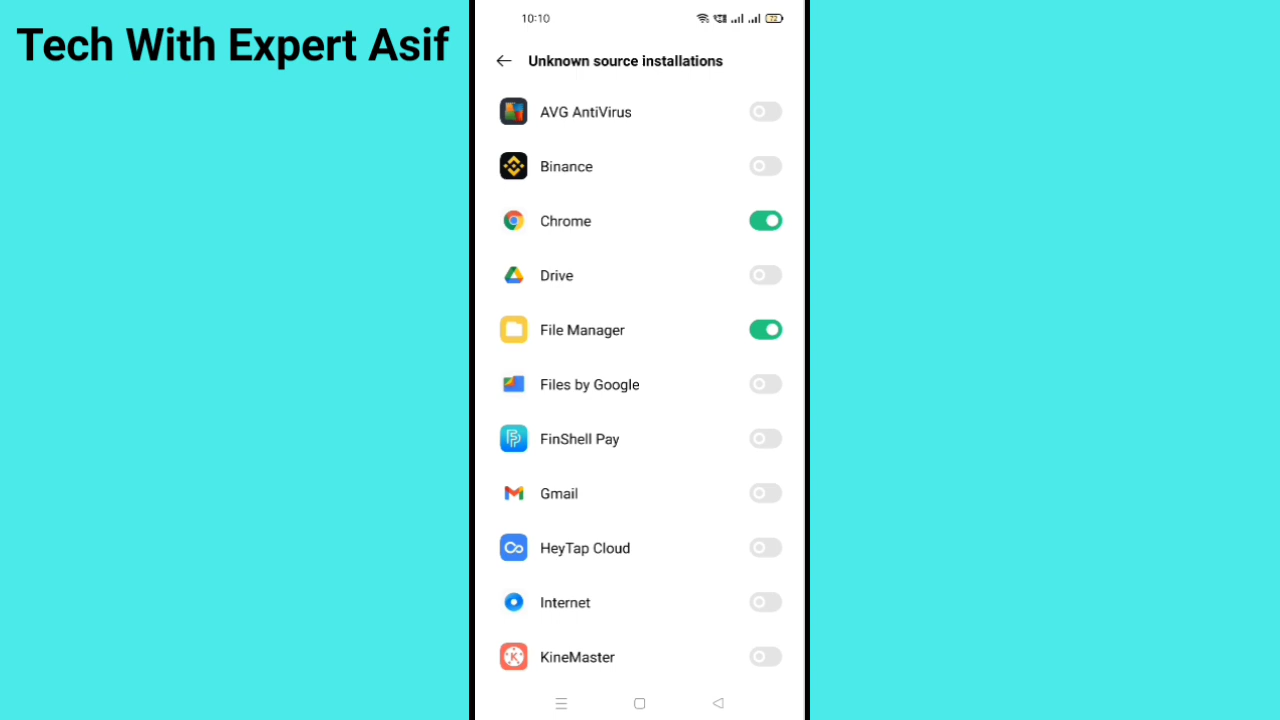 Tech With Expert Asif
10:10
72
Unknown source installations
AVG AntiVirus
Binance
Chrome
Drive
File Manager
Files by Google
FinShell Pay
Gmail
HeyTap Cloud
Internet
KineMaster